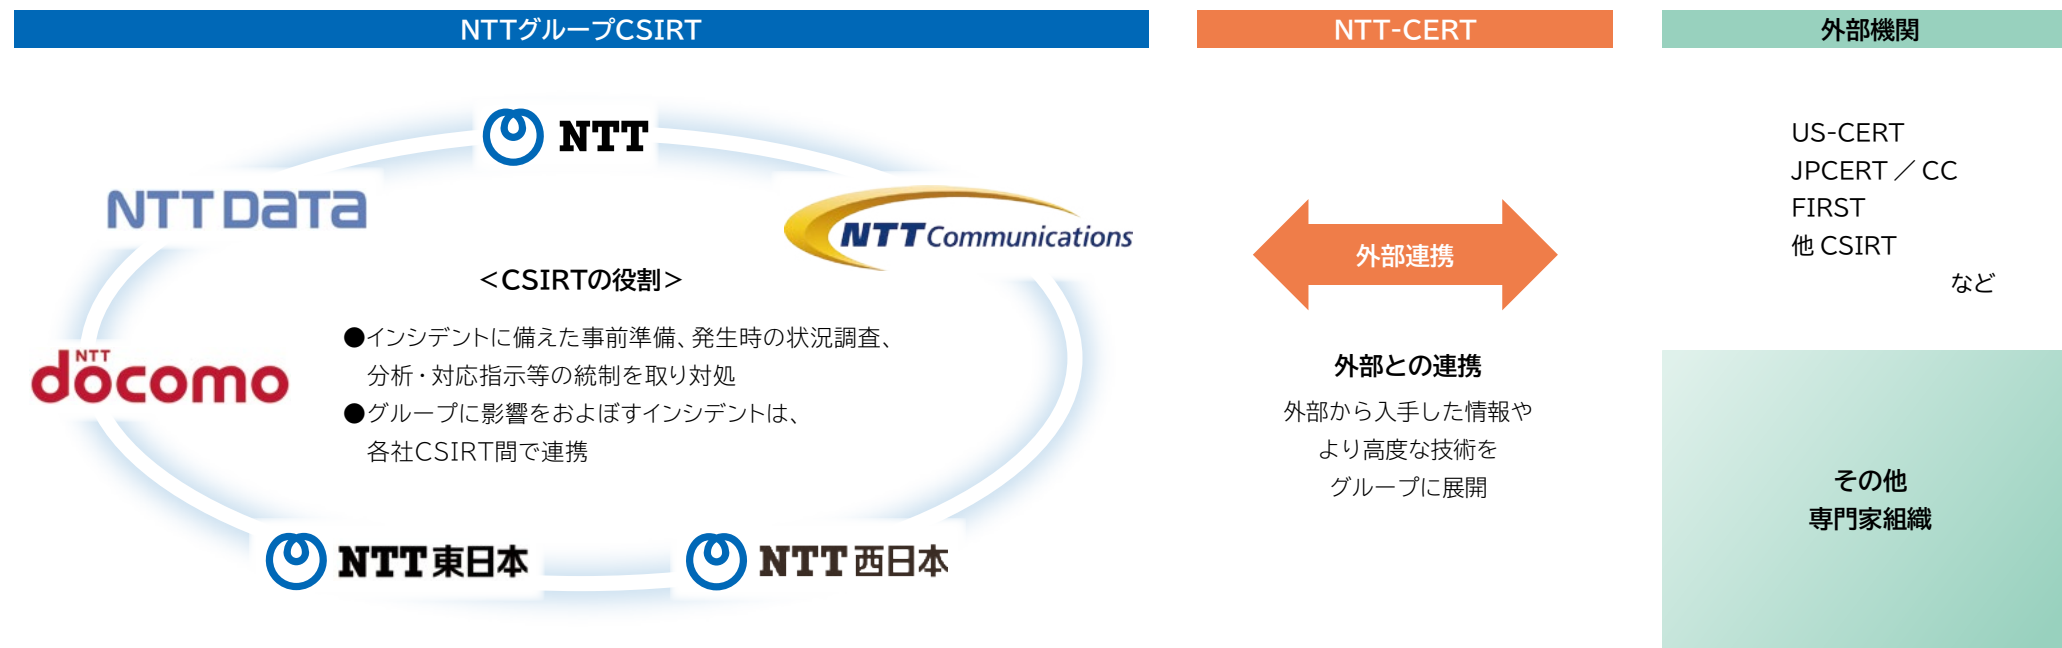 NTTグループCSIRT
NTT
NTT DATA
NTT Communications
NTT
docomo
NTT東日本
NTT西日本
＜CSIRTの役割＞
●インシデントに備えた事前準備、発生時の状況調査、
分析・対応指示等の統制を取り対処
●グループに影響をおよぼすインシデントは、
各社CSIRT間で連携
NTT-CERT
外部連携
外部との連携
外部から入手した情報や
より高度な技術を
グループに展開
外部機関
US-CERT
JPCERT／CC
FIRST
他 CSIRT
など
その他
専門家組織